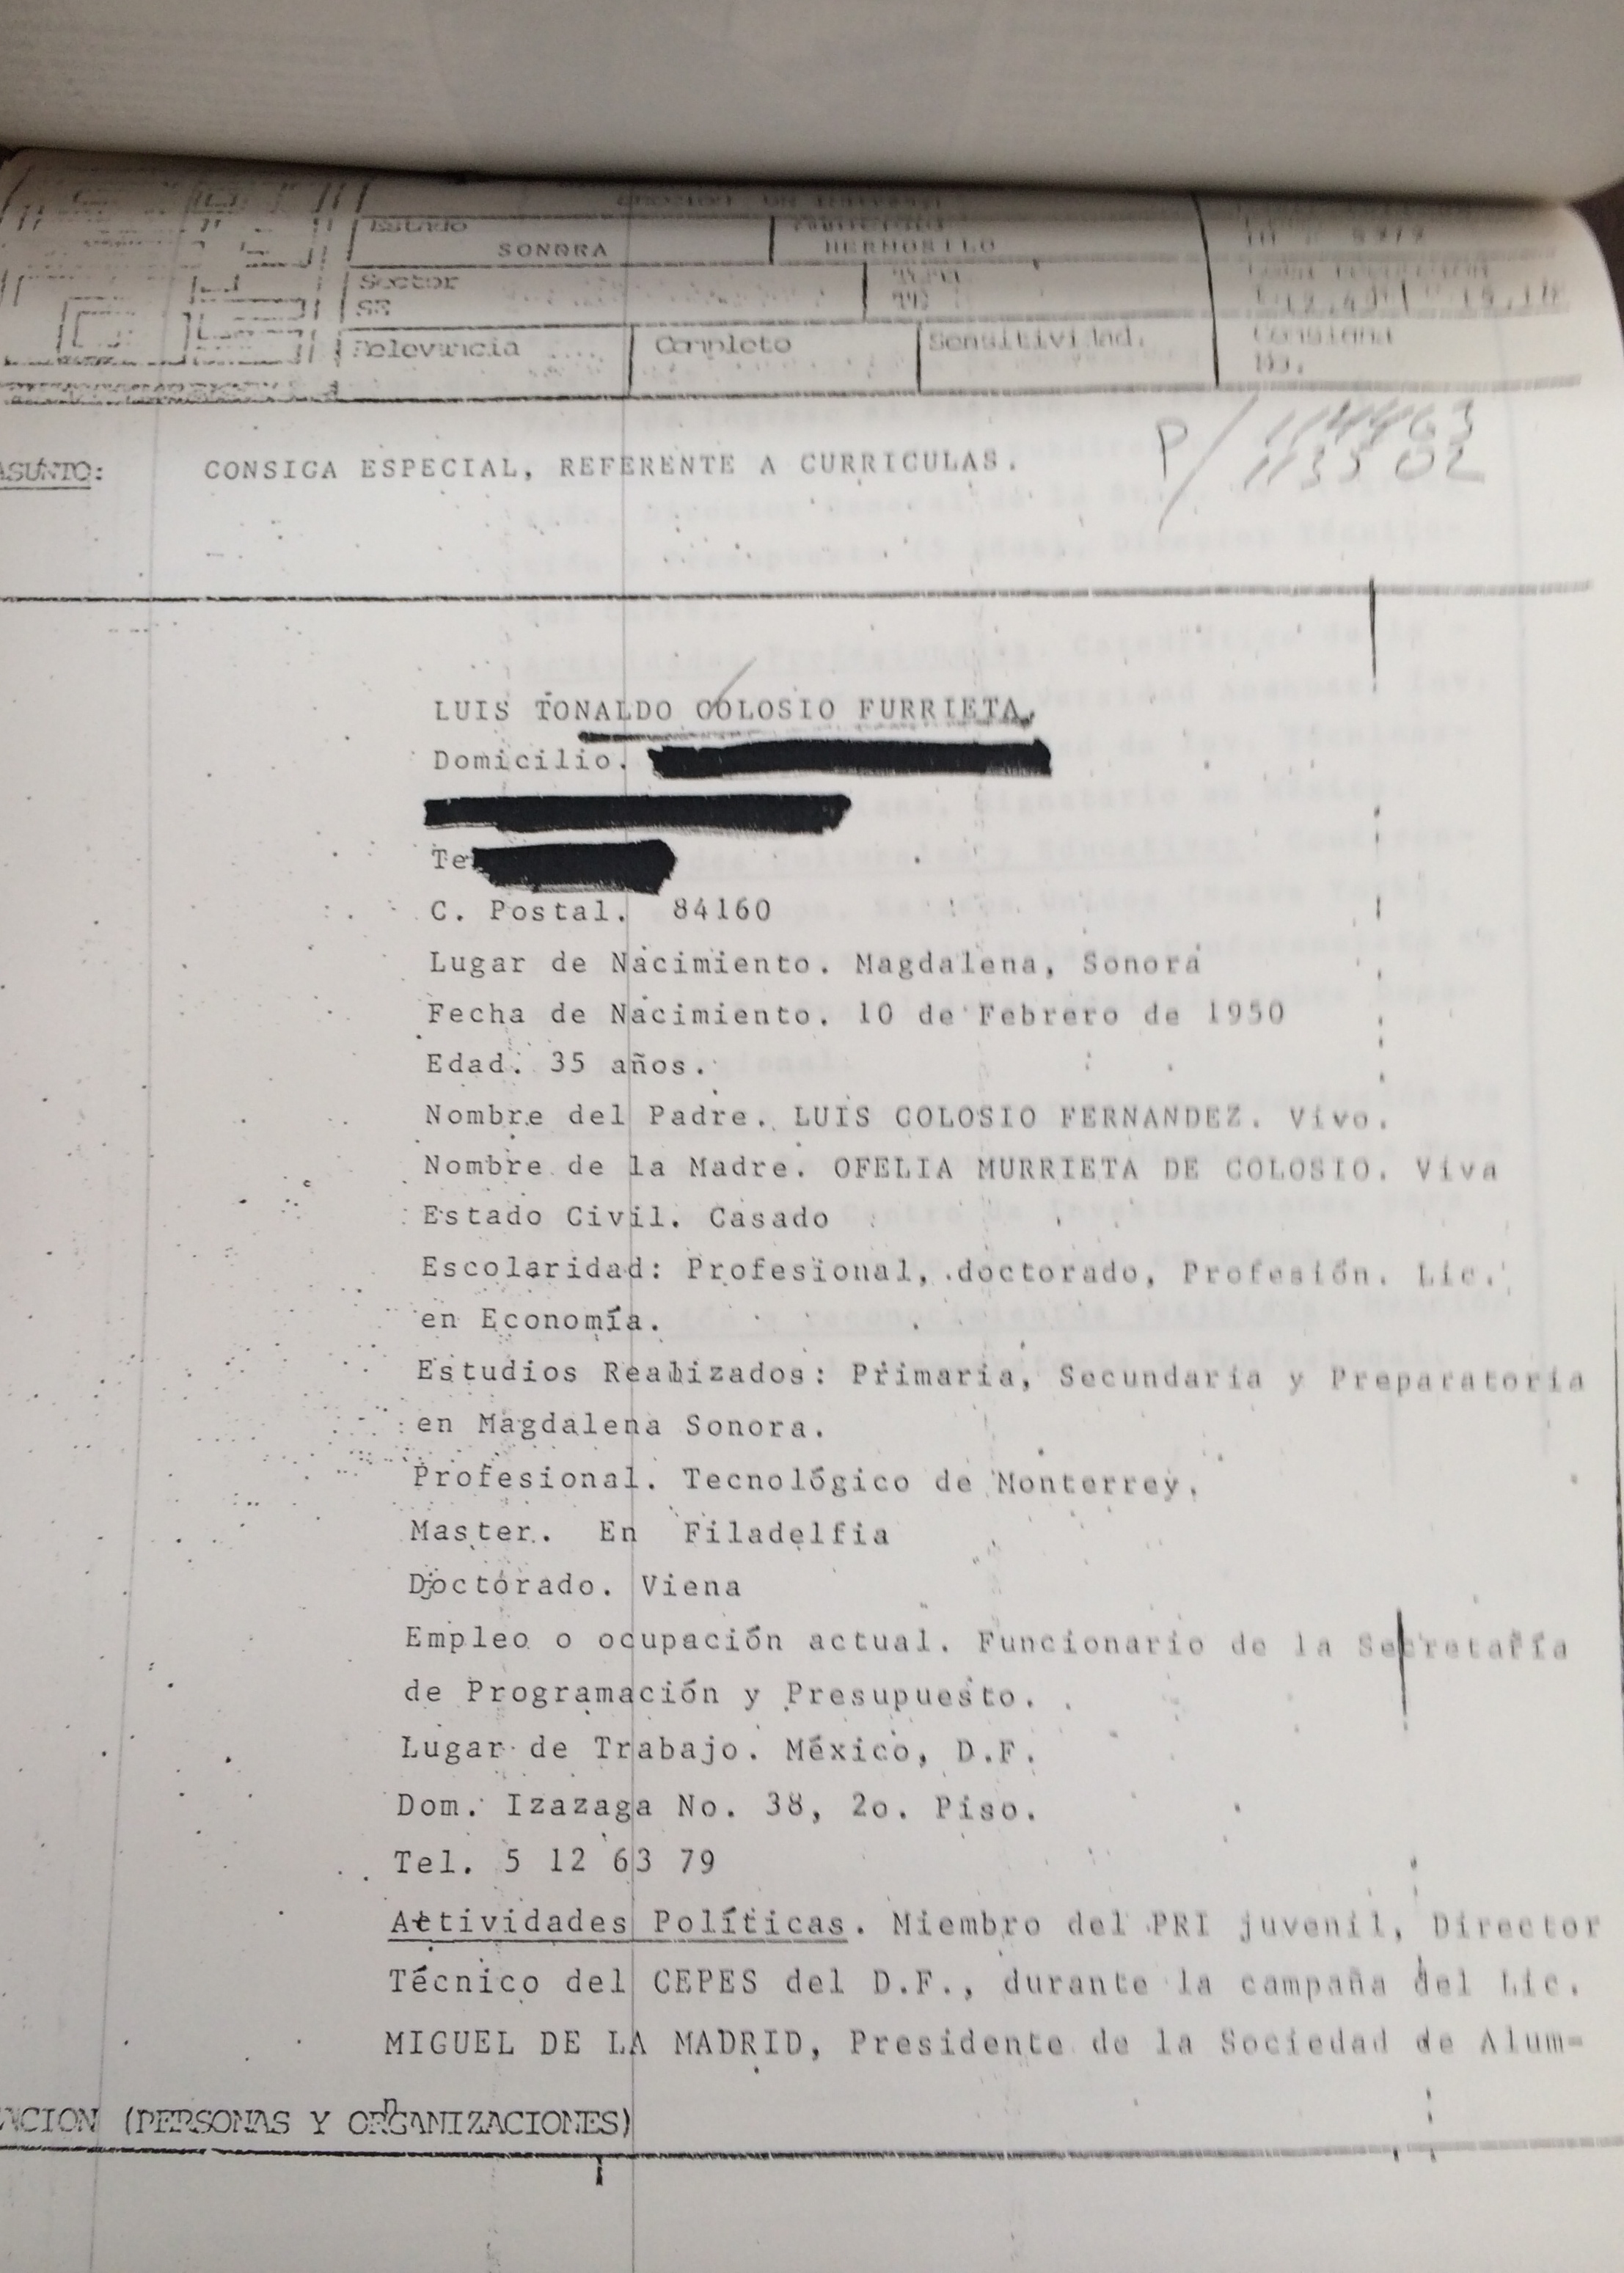 Estado
SONORA
HERMOSILLO
Sector
SS
Relevancia
Completo
Sensitividad.
Consigna
No.
P/ 114463
113502
ASUNTO: CONSIGA ESPECIAL, REFERENTE A CURRICULAS.
LUIS TONALDO COLOSIO FURRIETA,
Domicilio.
Te
C. Postal. 84160
Lugar de Nacimiento. Magdalena, Sonora
Fecha de Nacimiento. 10 de Febrero de 1950
Edad. 35 años.
Nombre del Padre. LUIS COLOSIO FERNANDEZ. Vivo.
Nombre de la Madre. OFELIA MURRIETA DE COLOSIO. Viva
Estado Civil. Casado
Escolaridad: Profesional, doctorado, Profesión. Lic.
en Economía.
Estudios Realizados: Primaria, Secundaria y Preparatoria
en Magdalena Sonora.
Profesional. Tecnológico de Monterrey.
Master. En Filadelfia
Doctorado. Viena
Empleo o ocupación actual. Funcionario de la Secretaría
de Programación y Presupuesto.
Lugar de Trabajo. México, D.F.
Dom. Izazaga No. 38, 2o. Piso.
Tel. 5 12 63 79
Actividades Políticas. Miembro del PRI juvenil, Director
Técnico del CEPES del D.F., durante la campaña del Lic.
MIGUEL DE LA MADRID, Presidente de la Sociedad de Alum-
ACION (PERSONAS Y ORGANIZACIONES)